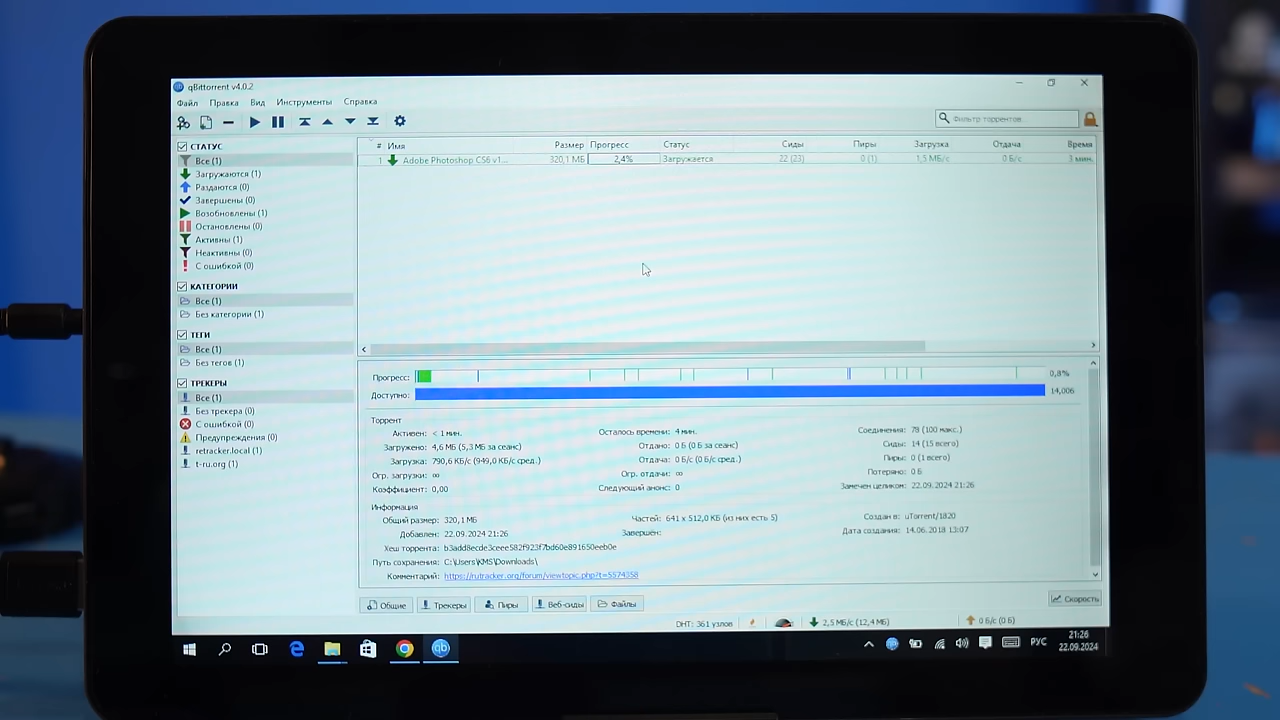 qBittorrent v4.0.2
Файл Правка Вид Инструменты Справка
Фильтр торрентов...
СТАТУС
Все (1)
Загружаются (1)
Раздаются (0)
Завершены (0)
Возобновлены (1)
Остановлены (0)
Активны (1)
Неактивны (0)
С ошибкой (0)
КАТЕГОРИИ
Все (1)
Без категории (1)
ТЕГИ
Все (1)
Без тегов (1)
ТРЕКЕРЫ
Все (1)
Без трекера (0)
С ошибкой (0)
Предупреждения (0)
retracker.local (1)
t-ru.org (1)
# Имя Размер Прогресс Статус Сиды Пиры Загрузка Отдача Время
1 Adobe Photoshop CS6 v1... 320,1 МБ 2,4% Загружается 22 (23) 0 (1) 1,5 МБ/с 0 Б/с 3 мин.
Прогресс: 0,8%
Доступно: 14,006
Торрент
Активен: < 1 мин. Осталось времени: 4 мин. Соединения: 78 (100 макс.)
Загружено: 4,6 МБ (5,3 МБ за сеанс) Отдано: 0 Б (0 Б за сеанс) Сиды: 14 (15 всего)
Загрузка: 790,6 КБ/с (949,0 КБ/с сред.) Отдача: 0 Б/с (0 Б/с сред.) Пиры: 0 (1 всего)
Огр. загрузки: ∞ Огр. отдачи: ∞ Потеряно: 0 Б
Коэффициент: 0,00 Следующий анонс: 0 Замечен целиком: 22.09.2024 21:26
Информация
Общий размер: 320,1 МБ Частей: 641 x 512,0 КБ (из них есть 5) Создан в: uTorrent/1820
Добавлен: 22.09.2024 21:26 Завершён: Дата создания: 14.06.2018 13:07
Хеш торрента: b3add8ecde3ceee582f923f7bd60e891650eeb0e
Путь сохранения: C:\Users\KMS\Downloads\
Комментарий: https://rutracker.org/forum/viewtopic.php?t=5574358
Общие Трекеры Пиры Веб-сиды Файлы Скорость
DHT: 361 узлов 2,5 МБ/с (12,4 МБ) 0 Б/с (0 Б)
РУС 21:26
22.09.2024